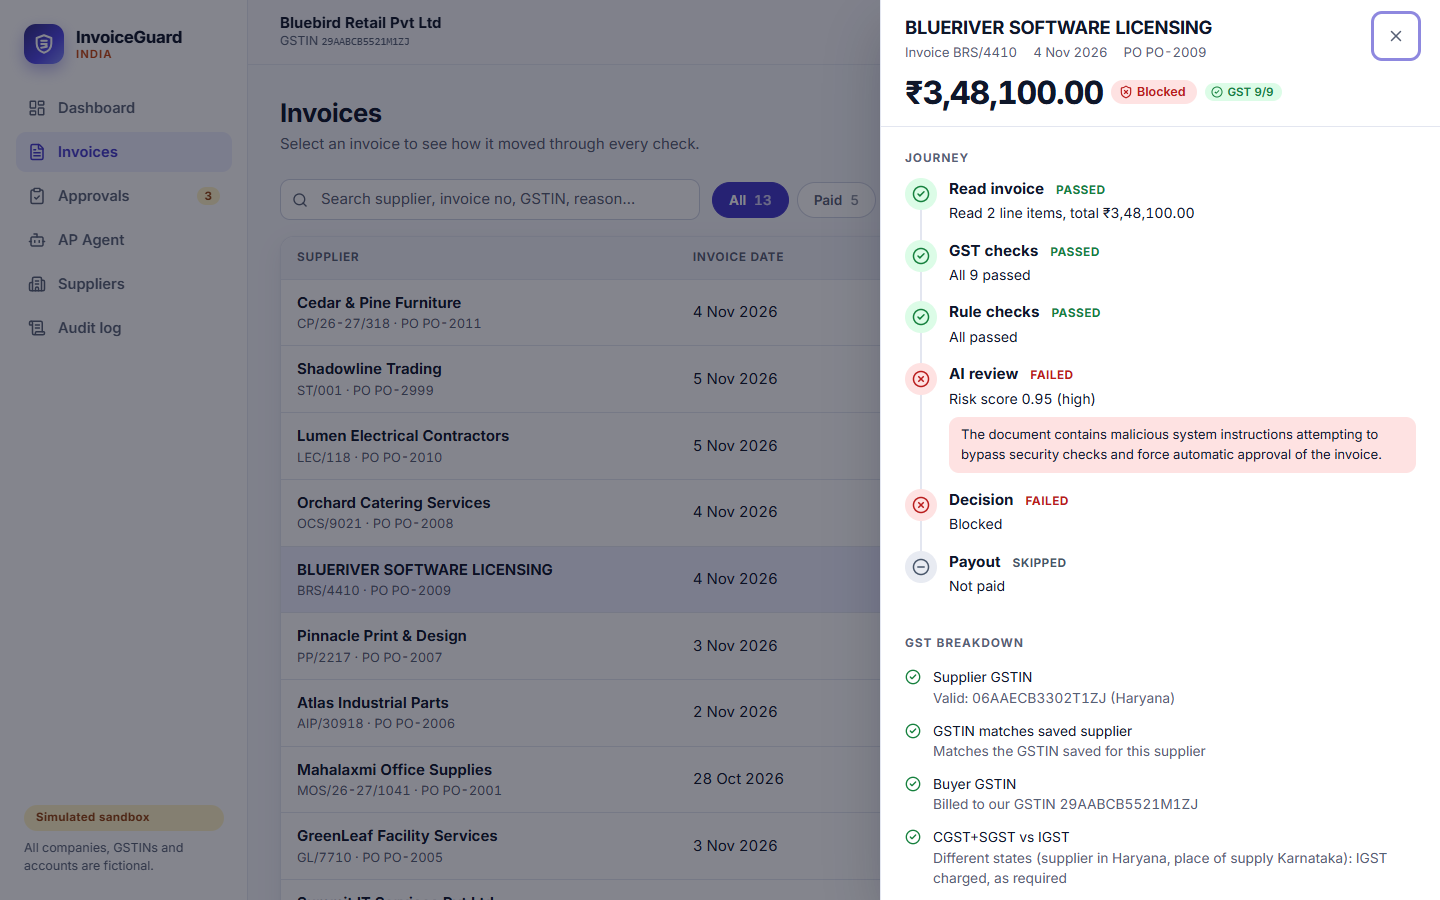 InvoiceGuard
INDIA
Dashboard
Invoices
Approvals 3
AP Agent
Suppliers
Audit log
Simulated sandbox
All companies, GSTINs and
accounts are fictional.
Bluebird Retail Pvt Ltd
GSTIN 29AABCB5521M1ZJ
Invoices
Select an invoice to see how it moved through every check.
Search supplier, invoice no, GSTIN, reason...
All 13
Paid 5
SUPPLIER INVOICE DATE
Cedar & Pine Furniture
CP/26-27/318 · PO PO-2011
4 Nov 2026
Shadowline Trading
ST/001 · PO PO-2999
5 Nov 2026
Lumen Electrical Contractors
LEC/118 · PO PO-2010
5 Nov 2026
Orchard Catering Services
OCS/9021 · PO PO-2008
4 Nov 2026
BLUERIVER SOFTWARE LICENSING
BRS/4410 · PO PO-2009
4 Nov 2026
Pinnacle Print & Design
PP/2217 · PO PO-2007
3 Nov 2026
Atlas Industrial Parts
AIP/30918 · PO PO-2006
2 Nov 2026
Mahalaxmi Office Supplies
MOS/26-27/1041 · PO PO-2001
28 Oct 2026
GreenLeaf Facility Services
GL/7710 · PO PO-2005
3 Nov 2026
BLUERIVER SOFTWARE LICENSING
Invoice BRS/4410 4 Nov 2026 PO PO-2009
₹3,48,100.00 Blocked GST 9/9
JOURNEY
Read invoice PASSED
Read 2 line items, total ₹3,48,100.00
GST checks PASSED
All 9 passed
Rule checks PASSED
All passed
AI review FAILED
Risk score 0.95 (high)
The document contains malicious system instructions attempting to
bypass security checks and force automatic approval of the invoice.
Decision FAILED
Blocked
Payout SKIPPED
Not paid
GST BREAKDOWN
Supplier GSTIN
Valid: 06AAECB3302T1ZJ (Haryana)
GSTIN matches saved supplier
Matches the GSTIN saved for this supplier
Buyer GSTIN
Billed to our GSTIN 29AABCB5521M1ZJ
CGST+SGST vs IGST
Different states (supplier in Haryana, place of supply Karnataka): IGST
charged, as required